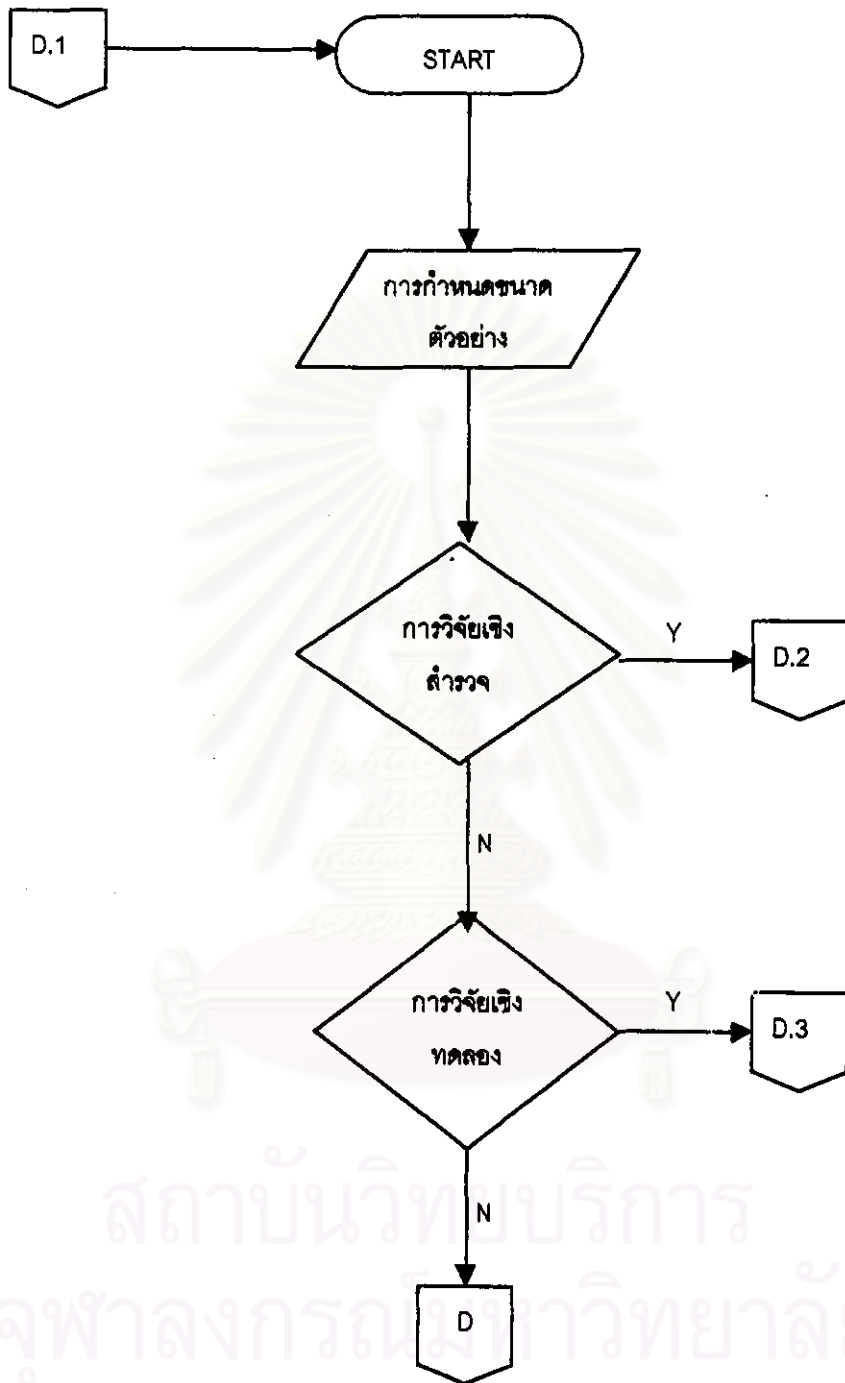 D.1
START
การกำหนดขนาด
ตัวอย่าง
การวิจัยเชิง
สำรวจ
Y
D.2
N
การวิจัยเชิง
ทดลอง
Y
D.3
N
D
สถาบันวิทยบริการ
จุฬาลงกรณ์มหาวิทยาลัย